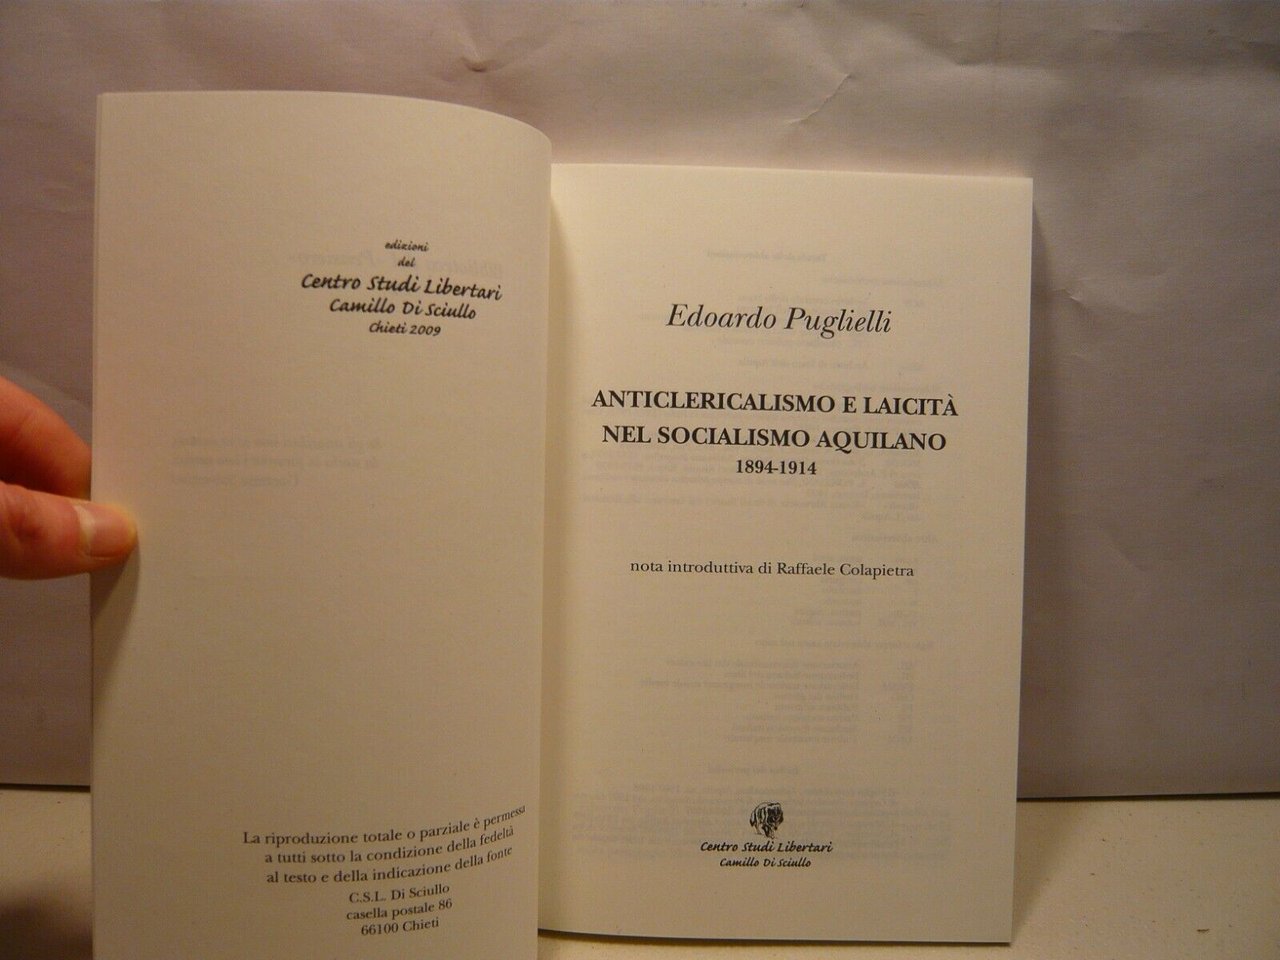 edizioni
del
Centro Studi Libertari
Camillo Di Sciullo
Chieti 2009
La riproduzione totale o parziale è permessa
a tutti sotto la condizione della fedeltà
al testo e della indicazione della fonte
C.S.L. Di Sciullo
casella postale 86
66100 Chieti
Edoardo Puglielli
ANTICLERICALISMO E LAICITÀ
NEL SOCIALISMO AQUILANO
1894-1914
nota introduttiva di Raffaele Colapietra
Centro Studi Libertari
Camillo Di Sciullo